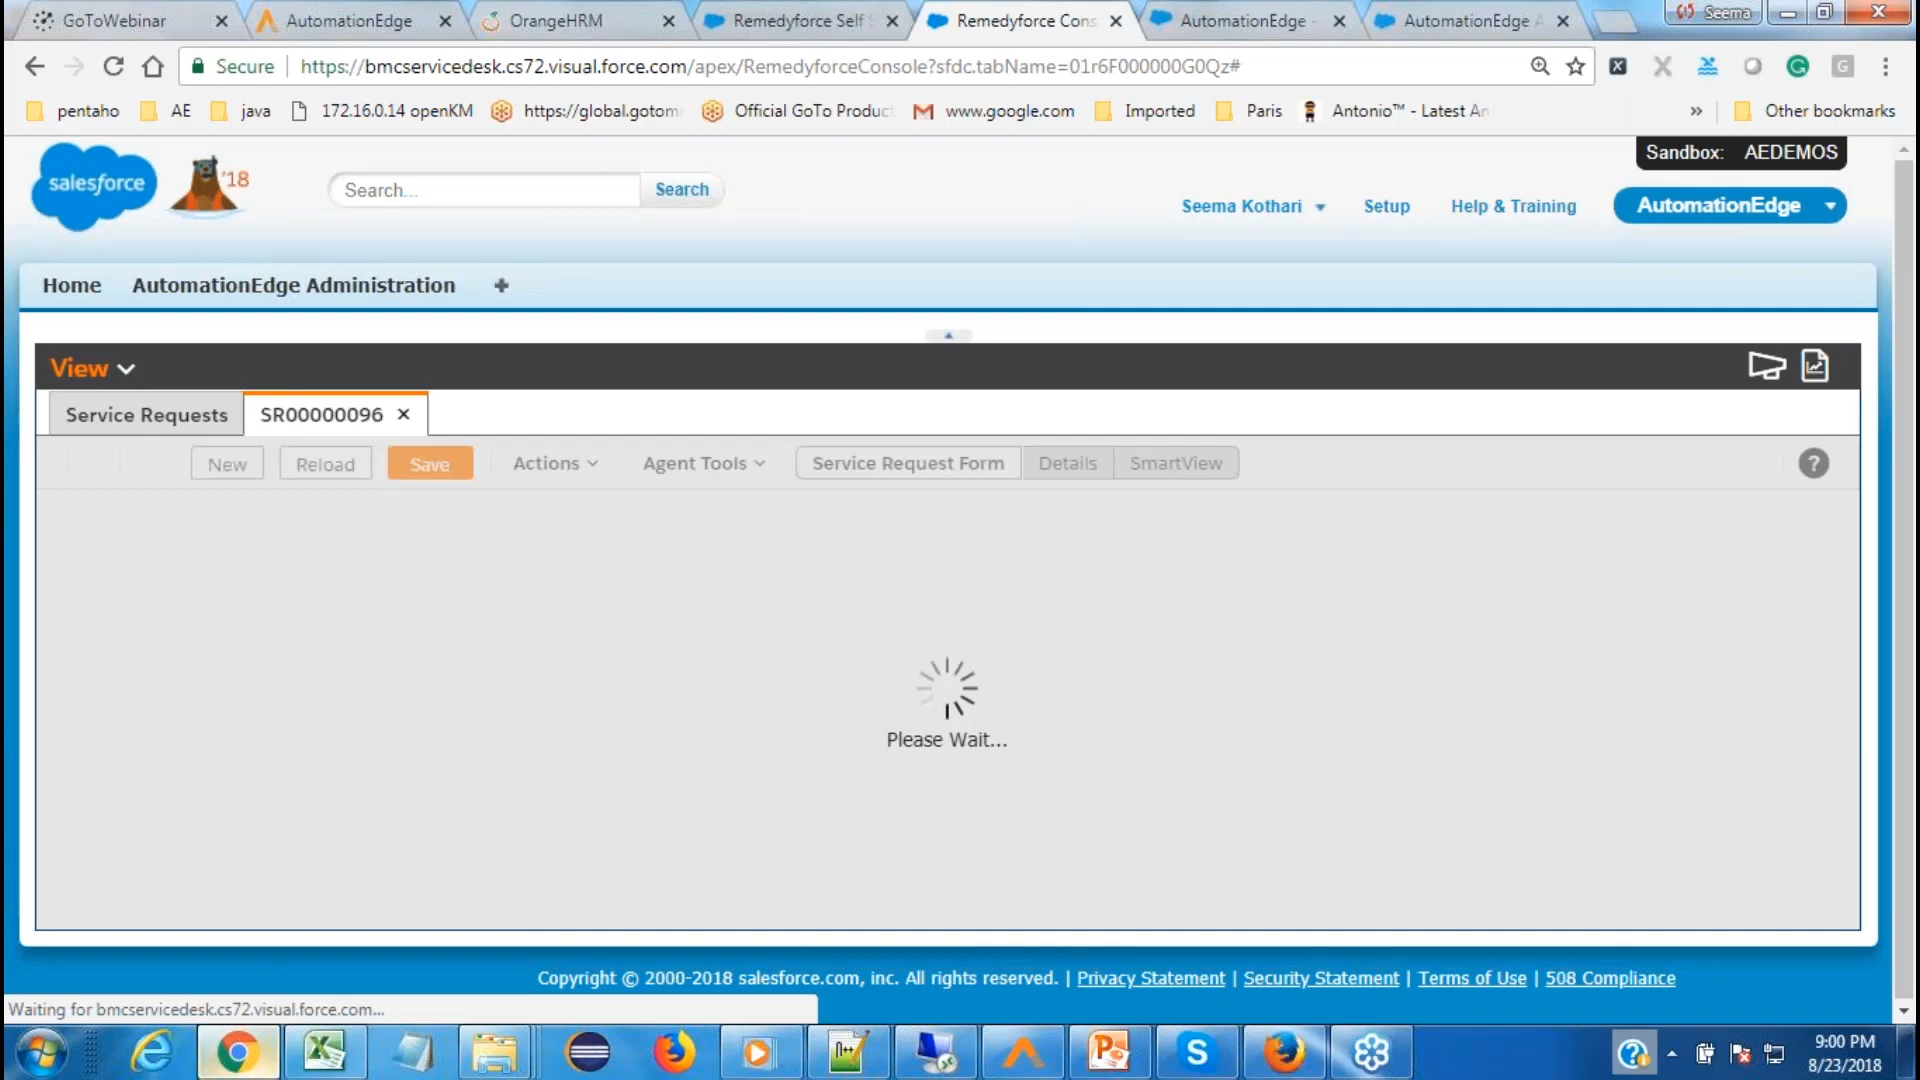 GoToWebinar
AutomationEdge
OrangeHRM
Remedyforce Self S
Remedyforce Cons
AutomationEdge -
AutomationEdge A
Seema
Secure
https://bmcservicedesk.cs72.visual.force.com/apex/RemedyforceConsole?sfdc.tabName=01r6F000000G0Qz#
pentaho
AE
java
172.16.0.14 openKM
https://global.gotom
Official GoTo Produc
www.google.com
Imported
Paris
Antonio™ - Latest An
» Other bookmarks
Sandbox: AEDEMOS
salesforce
'18
Search...
Search
Seema Kothari
Setup
Help & Training
AutomationEdge
Home
AutomationEdge Administration
+
View
Service Requests
SR00000096
New
Reload
Save
Actions
Agent Tools
Service Request Form
Details
SmartView
?
Please Wait...
Copyright © 2000-2018 salesforce.com, inc. All rights reserved. | Privacy Statement | Security Statement | Terms of Use | 508 Compliance
Waiting for bmcservicedesk.cs72.visual.force.com...
9:00 PM
8/23/2018